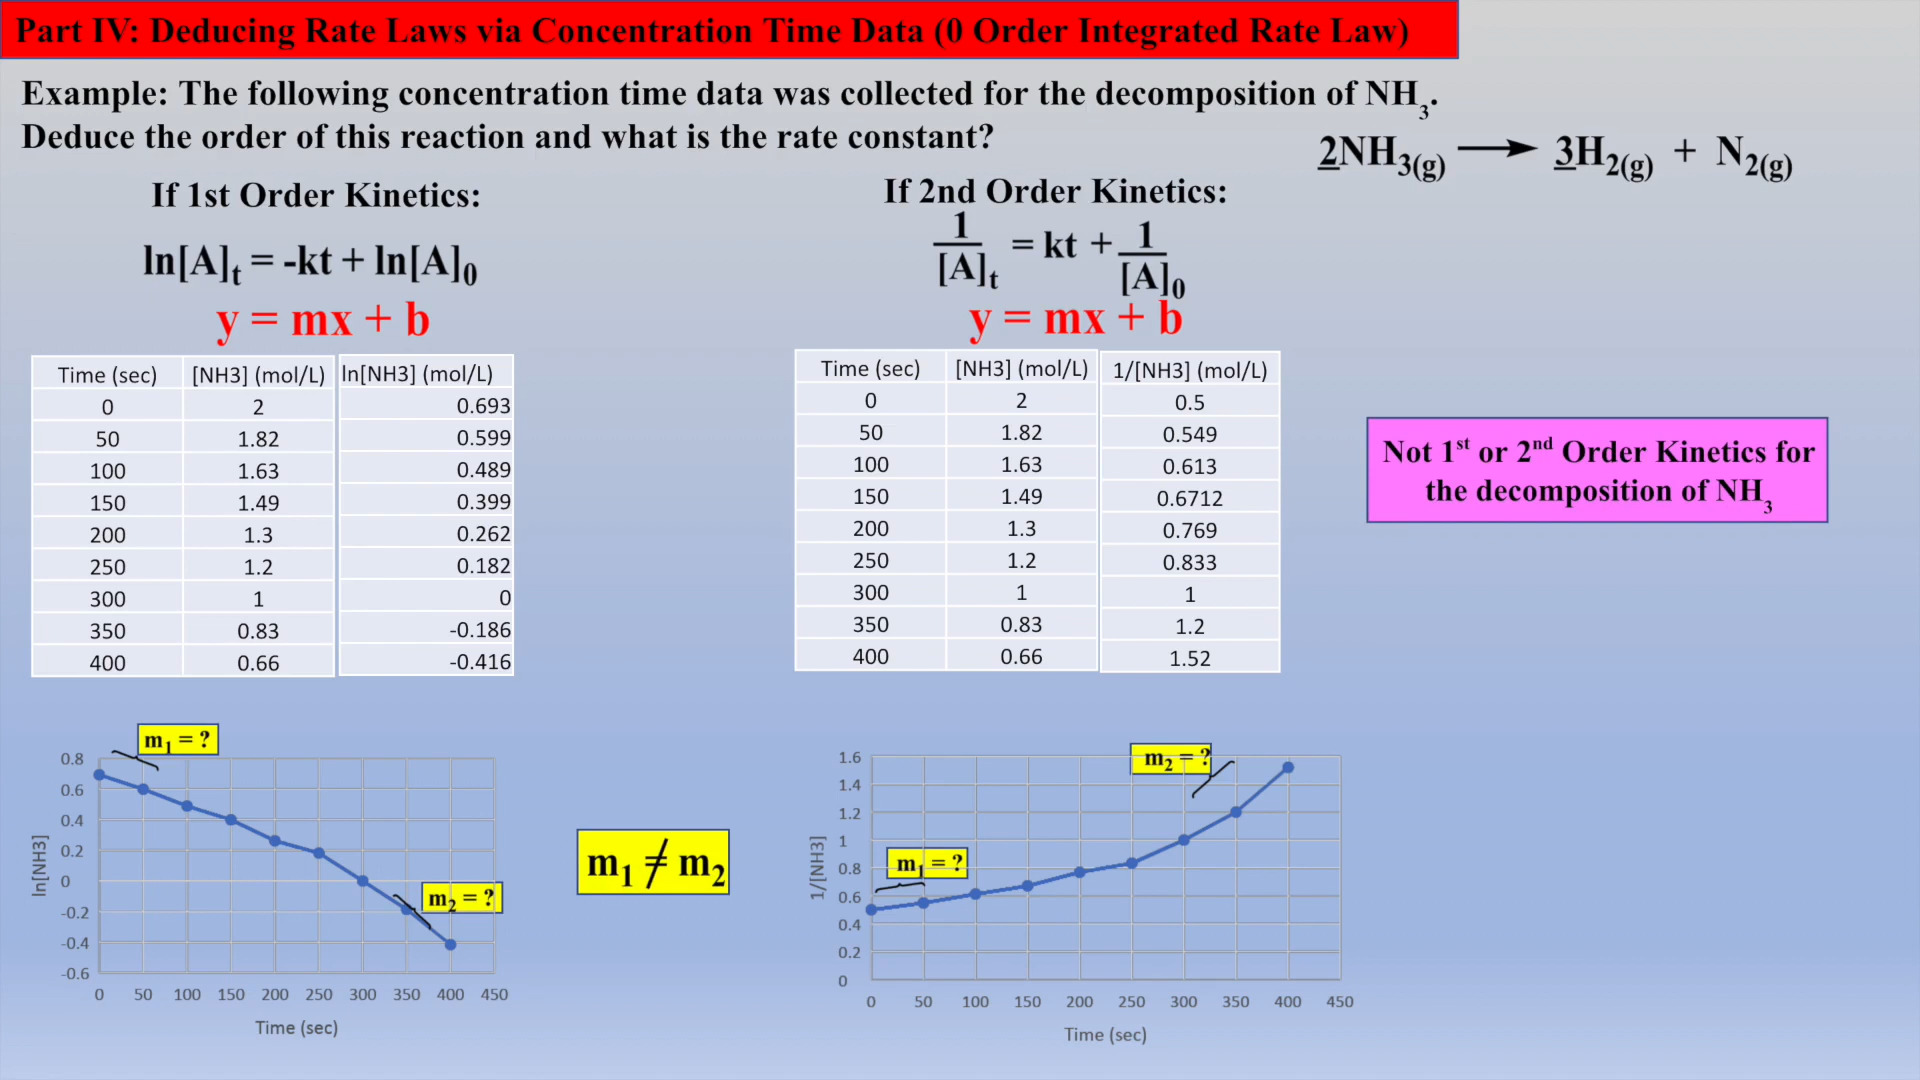 Part IV: Deducing Rate Laws via Concentration Time Data (0 Order Integrated Rate Law)
Example: The following concentration time data was collected for the decomposition of NH3.
Deduce the order of this reaction and what is the rate constant?
2NH3(g) ⟶ 3H2(g) + N2(g)
If 1st Order Kinetics:
ln[A]t = -kt + ln[A]0
y = mx + b
Time (sec) [NH3] (mol/L) ln[NH3] (mol/L)
0 2 0.693
50 1.82 0.599
100 1.63 0.489
150 1.49 0.399
200 1.3 0.262
250 1.2 0.182
300 1 0
350 0.83 -0.186
400 0.66 -0.416
If 2nd Order Kinetics:
1/[A]t = kt + 1/[A]0
y = mx + b
Time (sec) [NH3] (mol/L) 1/[NH3] (mol/L)
0 2 0.5
50 1.82 0.549
100 1.63 0.613
150 1.49 0.6712
200 1.3 0.769
250 1.2 0.833
300 1 1
350 0.83 1.2
400 0.66 1.52
Not 1st or 2nd Order Kinetics for
the decomposition of NH3
m1 = ?
0.8
0.6
0.4
0.2
0
-0.2
-0.4
-0.6
ln[NH3]
m2 = ?
0 50 100 150 200 250 300 350 400 450
Time (sec)
m1 ≠ m2
m2 = ?
1.6
1.4
1.2
1
0.8
0.6
0.4
0.2
0
1/[NH3]
m1 = ?
0 50 100 150 200 250 300 350 400 450
Time (sec)